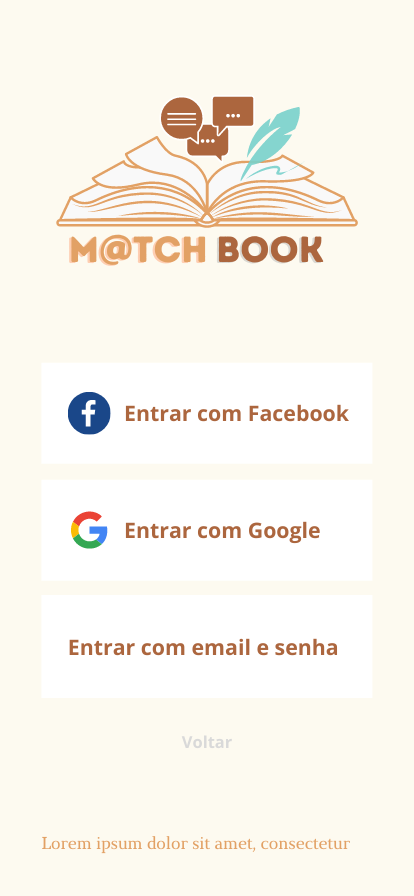 M@TCH BOOK
Entrar com Facebook
Entrar com Google
Entrar com email e senha
Voltar
Lorem ipsum dolor sit amet, consectetur